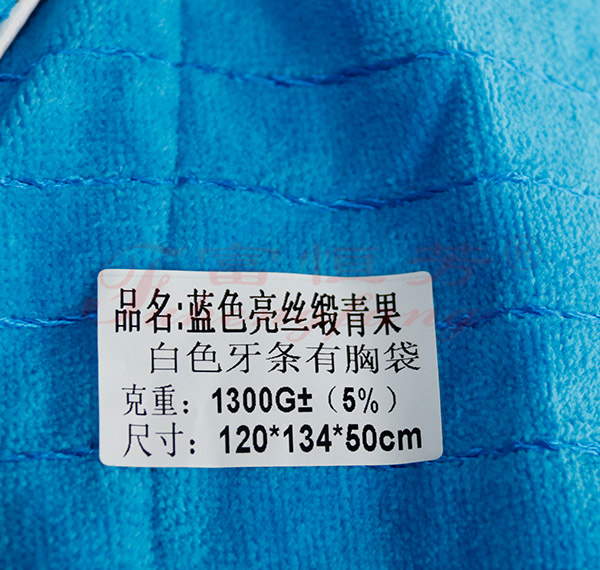 品名:蓝色亮丝缎青果
白色牙条有胸袋
克重：1300G±（5%）
尺寸：120*134*50cm